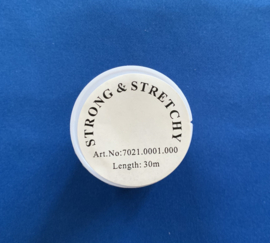 STRONG & STRETCHY
Art.No:7021.0001.000
Length: 30m